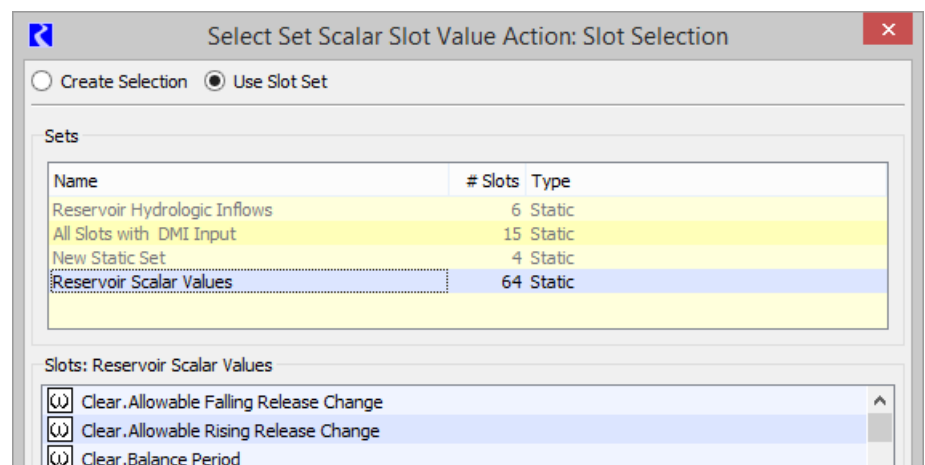 Select Set Scalar Slot Value Action: Slot Selection
Create Selection Use Slot Set
Sets
Name # Slots Type
Reservoir Hydrologic Inflows 6 Static
All Slots with DMI Input 15 Static
New Static Set 4 Static
Reservoir Scalar Values 64 Static
Slots: Reservoir Scalar Values
Clear.Allowable Falling Release Change
Clear.Allowable Rising Release Change
Clear.Balance Period